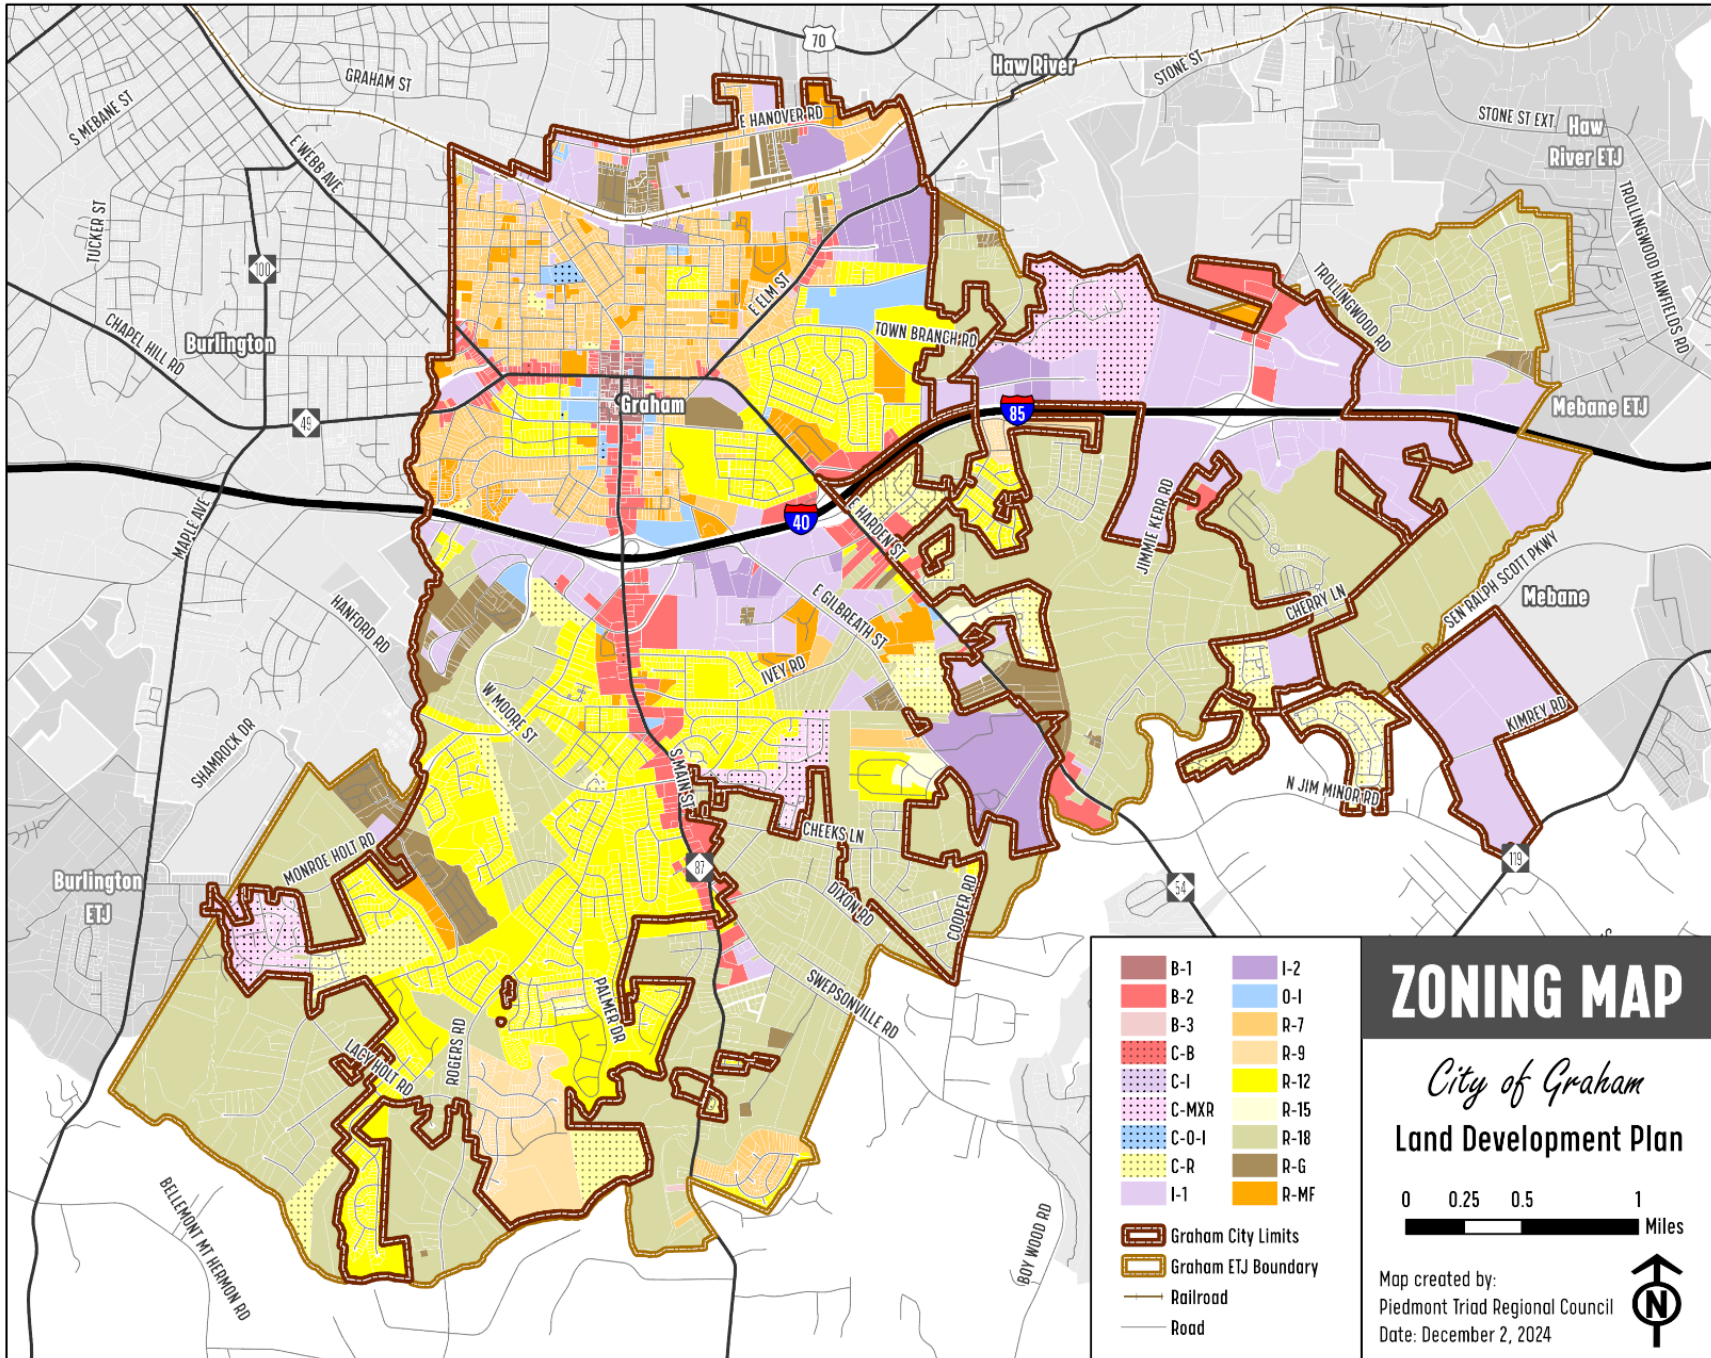 70
Haw River
STONE ST
GRAHAM ST
S MEBANE ST
E HANOVER RD
STONE ST EXT
Haw
River ETJ
E WEBB AVE
TUCKER ST
100
TROLLINGWOOD HAWFIELDS RD
TROLLINGWOOD RD
E ELM ST
TOWN BRANCH RD
CHAPEL HILL RD
Burlington
Graham
85
Mebane ETJ
49
MAPLE AVE
40
E HARDEN ST
JIMMIE KERR RD
SEN RALPH SCOTT PKWY
Mebane
CHERRY LN
HANFORD RD
E GILBREATH ST
IVEY RD
W MOORE ST
KIMREY RD
SHAMROCK DR
S MAIN ST
N JIM MINOR RD
CHEEKS LN
MONROE HOLT RD
87
119
54
Burlington
ETJ
DIXON RD
COOPER RD
SWEPSONVILLE RD
PALMER DR
ROGERS RD
LACY HOLT RD
BELLEMONT MT HERMON RD
BOY WOOD RD
B-1
B-2
B-3
C-B
C-I
C-MXR
C-O-I
C-R
I-1
I-2
O-I
R-7
R-9
R-12
R-15
R-18
R-G
R-MF
Graham City Limits
Graham ETJ Boundary
Railroad
Road
ZONING MAP
City of Graham
Land Development Plan
0 0.25 0.5 1
Miles
Map created by:
Piedmont Triad Regional Council
Date: December 2, 2024
N